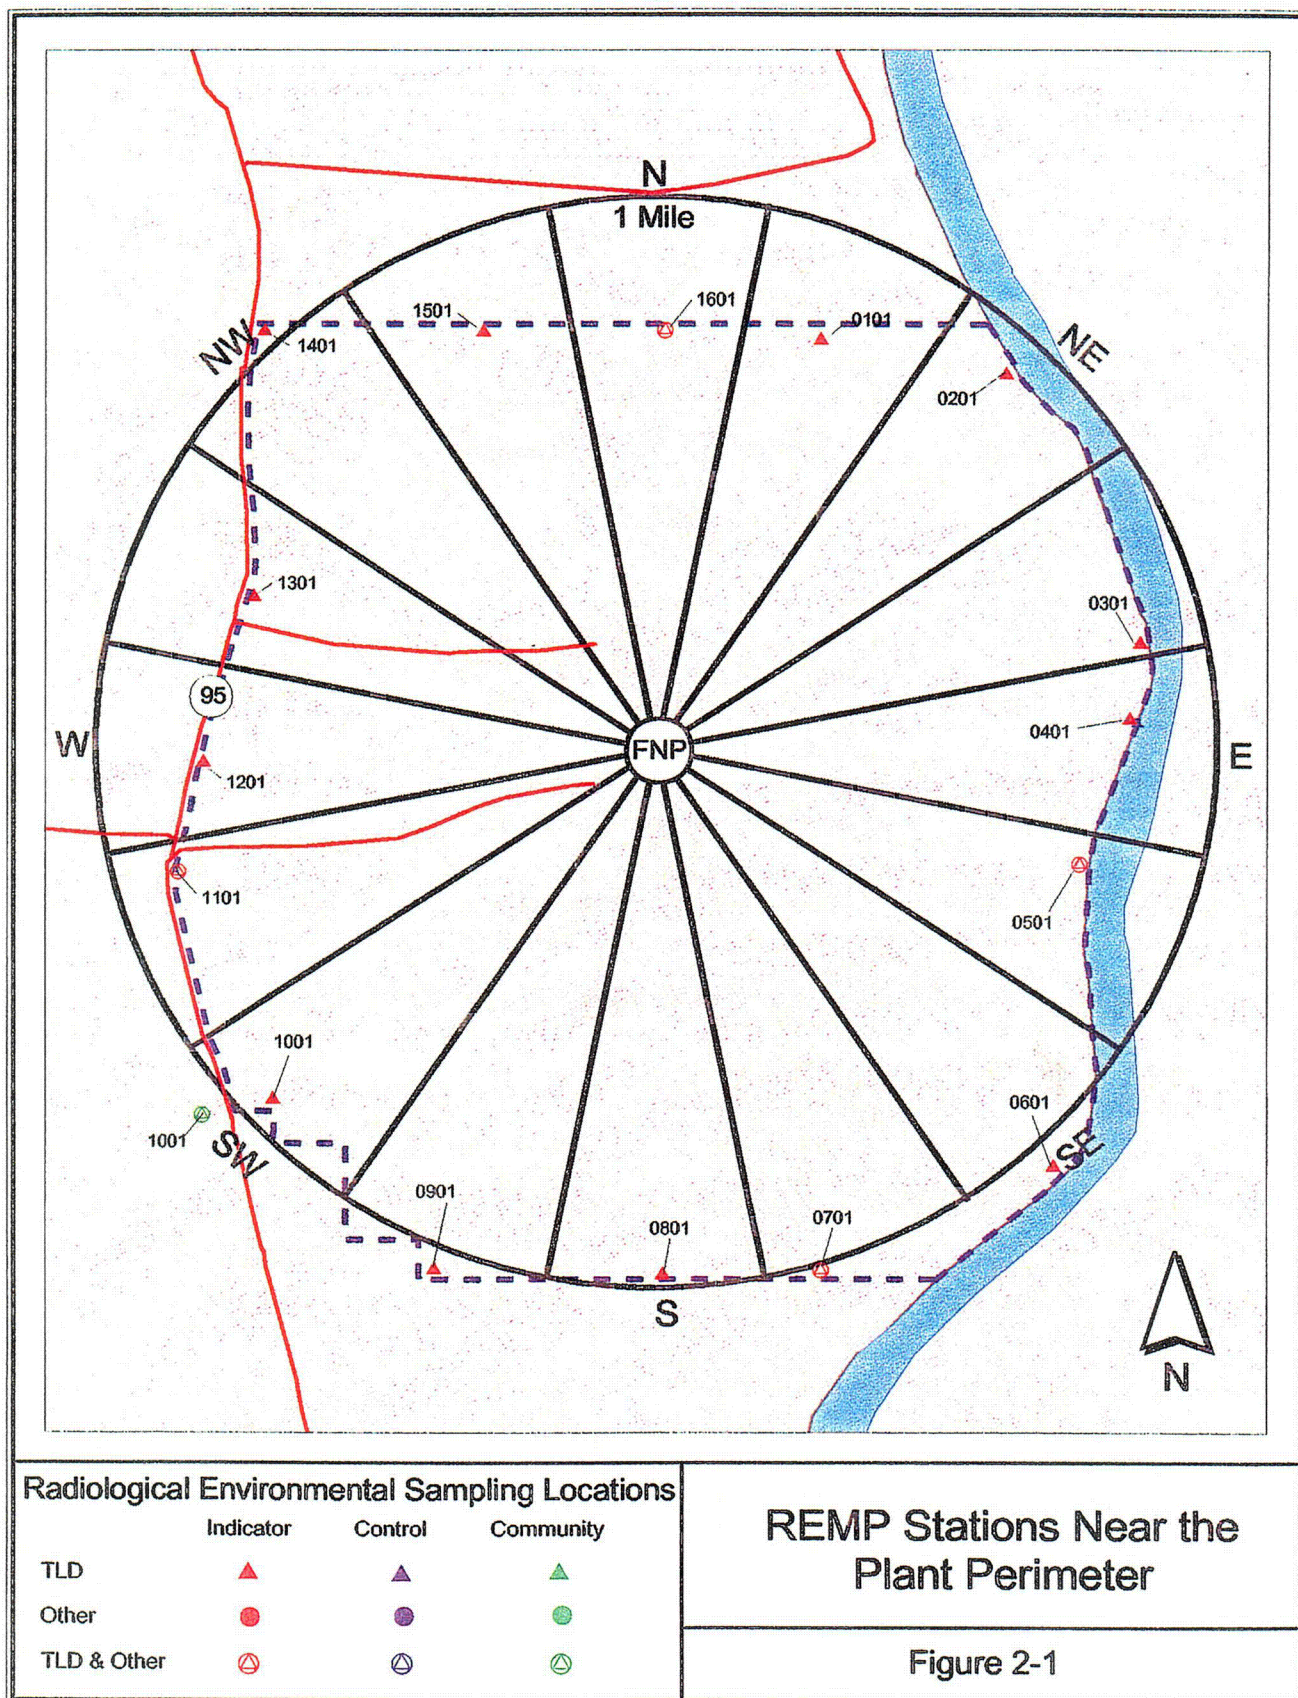 N
1 Mile
1501
1601
0101
NW
1401
NE
0201
1301
0301
95
W
FNP
0401
E
1201
1101
0501
1001
1001
SW
0601
SE
0901
0801
0701
S
N
Radiological Environmental Sampling Locations
Indicator Control Community
TLD
Other
TLD & Other
REMP Stations Near the
Plant Perimeter
Figure 2-1